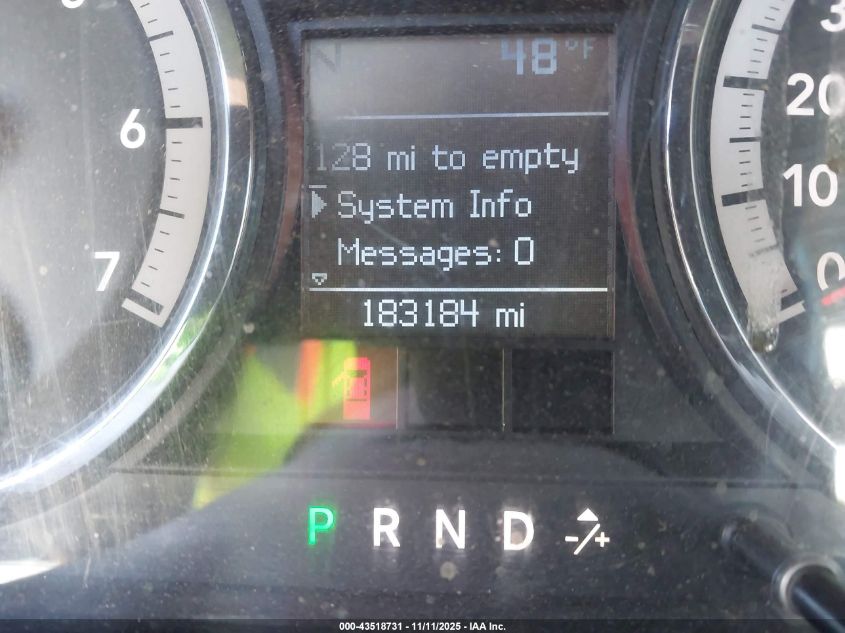 N 48°F
128 mi to empty
System Info
Messages: 0
183184 mi
6
7
20
10
0
P R N D -/+
000-43518731 - 11/11/2025 - IAA Inc.